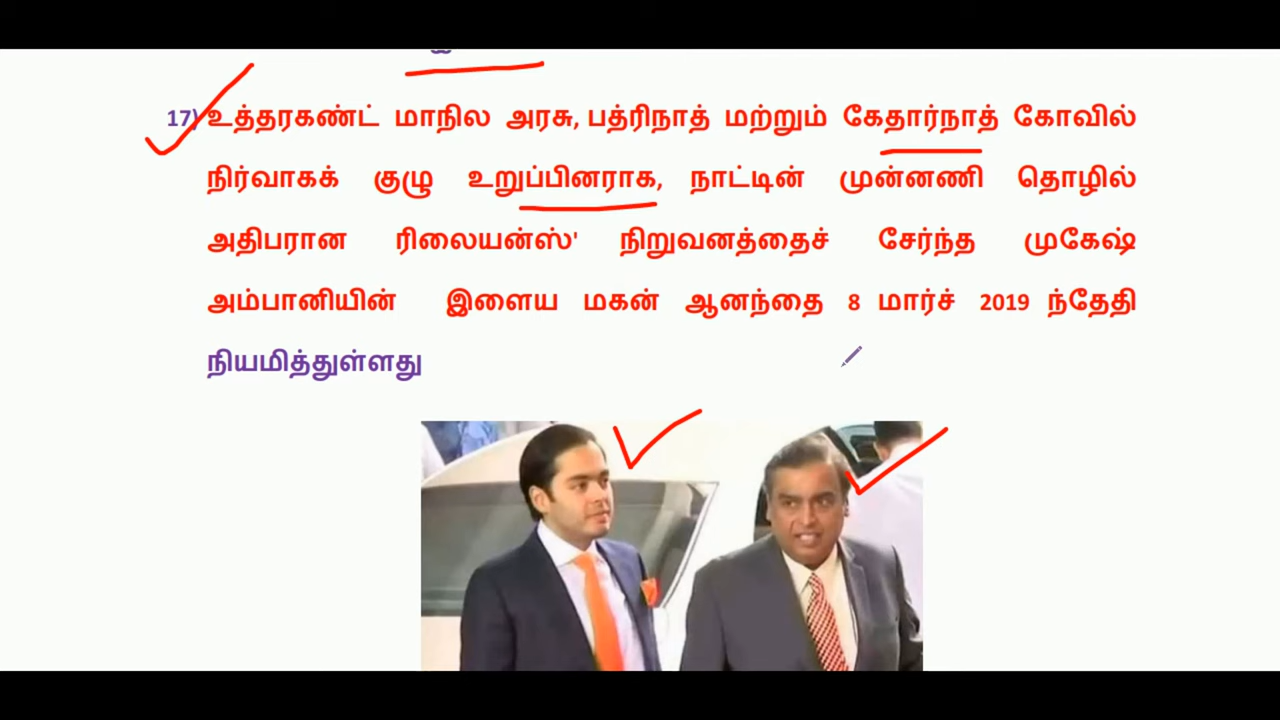 17) உத்தரகண்ட் மாநில அரசு, பத்ரிநாத் மற்றும் கேதார்நாத் கோவில்
நிர்வாகக் குழு உறுப்பினராக, நாட்டின் முன்னணி தொழில்
அதிபரான ரிலையன்ஸ்' நிறுவனத்தைச் சேர்ந்த முகேஷ்
அம்பானியின் இளைய மகன் ஆனந்தை 8 மார்ச் 2019 ந்தேதி
நியமித்துள்ளது